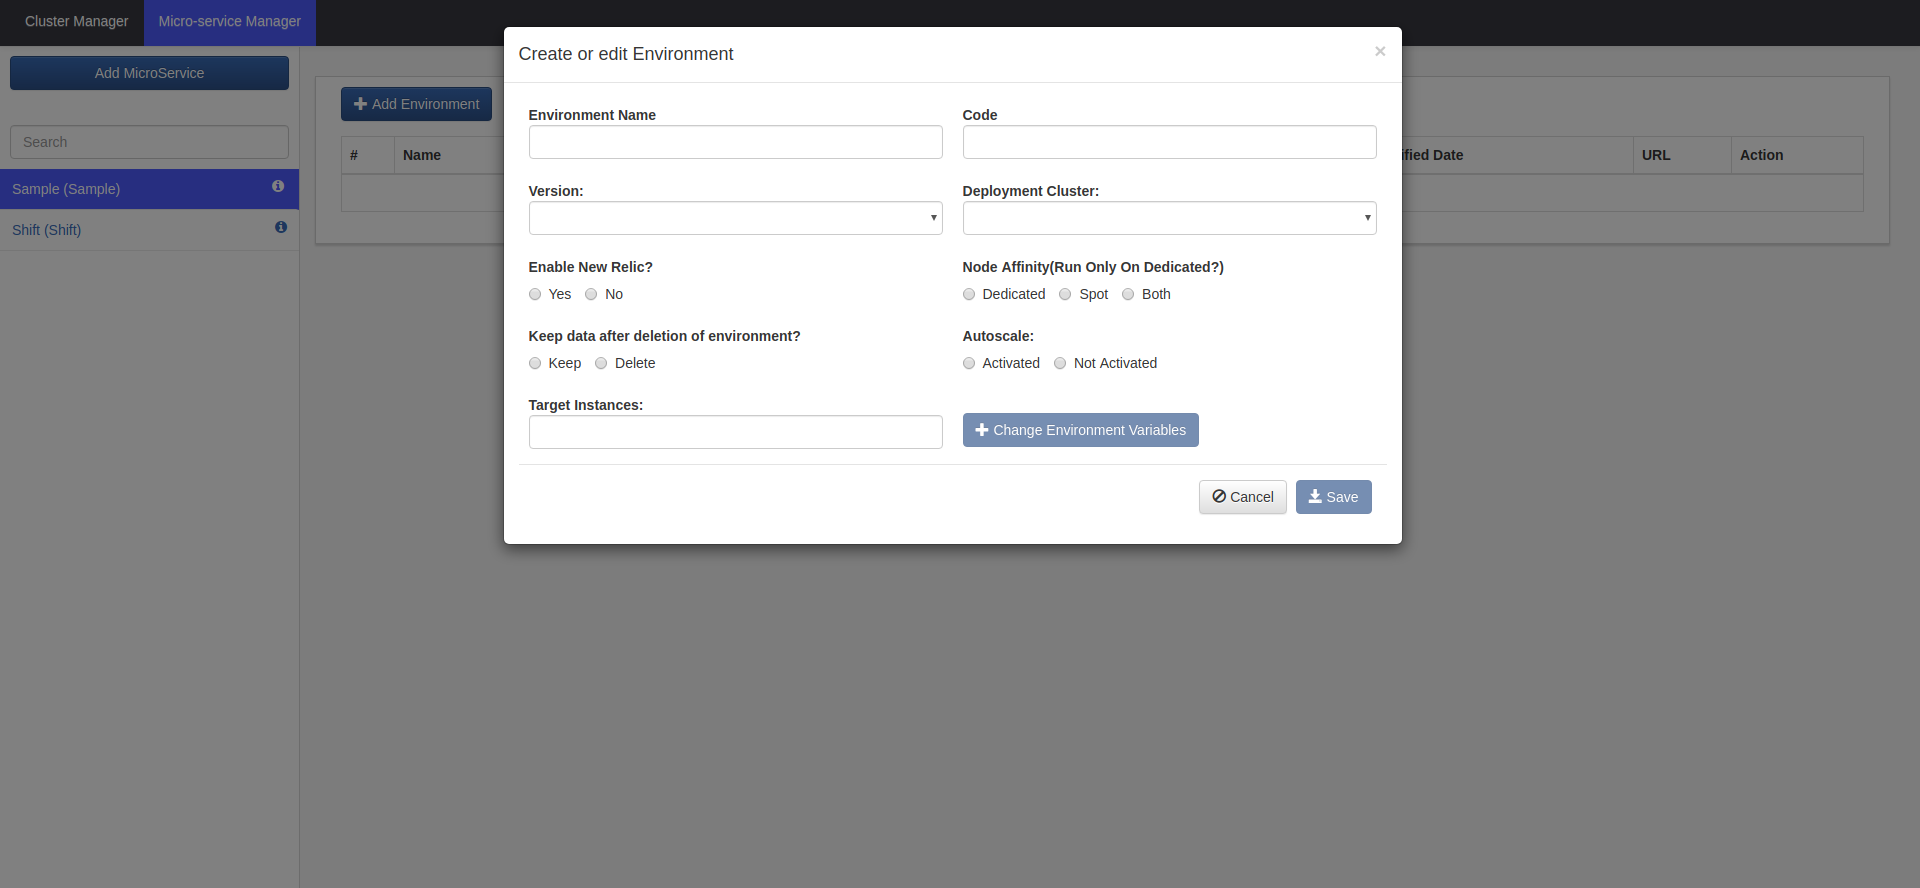 Cluster Manager Micro-service Manager
Create or edit Environment ×
Add MicroService
Search
Sample (Sample)
Shift (Shift)
Add Environment
# Name ified Date URL Action
Environment Name Code
Version: Deployment Cluster:
Enable New Relic? Node Affinity(Run Only On Dedicated?)
Yes No Dedicated Spot Both
Keep data after deletion of environment? Autoscale:
Keep Delete Activated Not Activated
Target Instances:
Change Environment Variables
Cancel Save